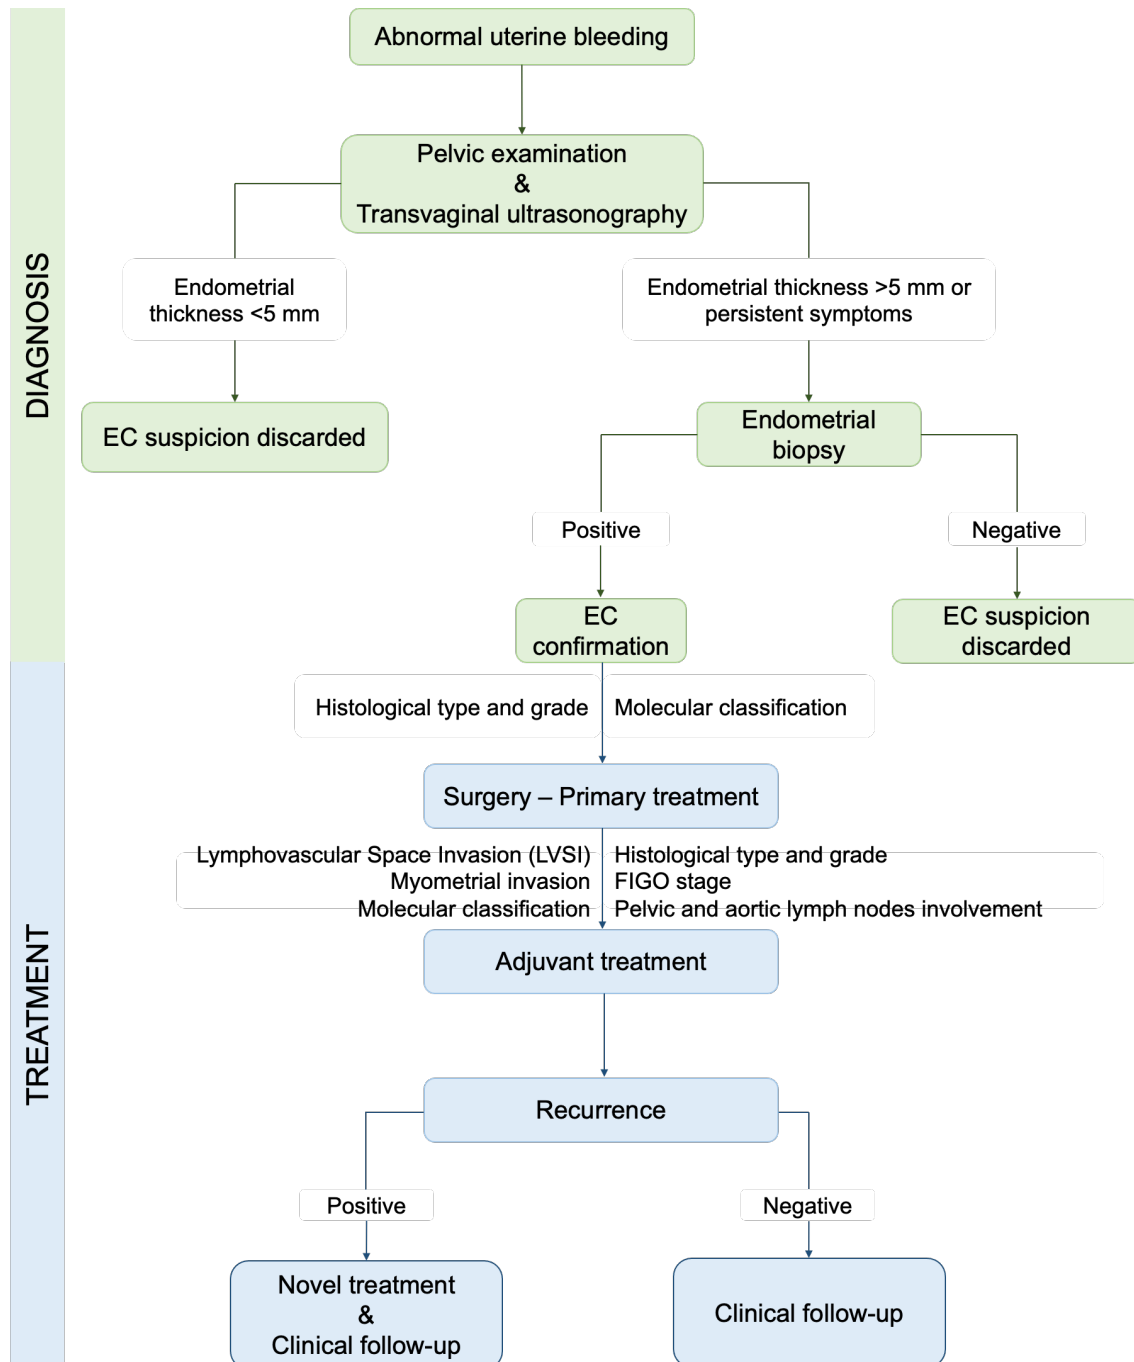 Abnormal uterine bleeding
Pelvic examination
&
Transvaginal ultrasonography
DIAGNOSIS
Endometrial
thickness <5 mm
Endometrial thickness >5 mm or
persistent symptoms
EC suspicion discarded
Endometrial
biopsy
Positive
Negative
EC
confirmation
EC suspicion
discarded
Histological type and grade
Molecular classification
Surgery – Primary treatment
Lymphovascular Space Invasion (LVSI)
Myometrial invasion
Molecular classification
Histological type and grade
FIGO stage
Pelvic and aortic lymph nodes involvement
TREATMENT
Adjuvant treatment
Recurrence
Positive
Negative
Novel treatment
&
Clinical follow-up
Clinical follow-up